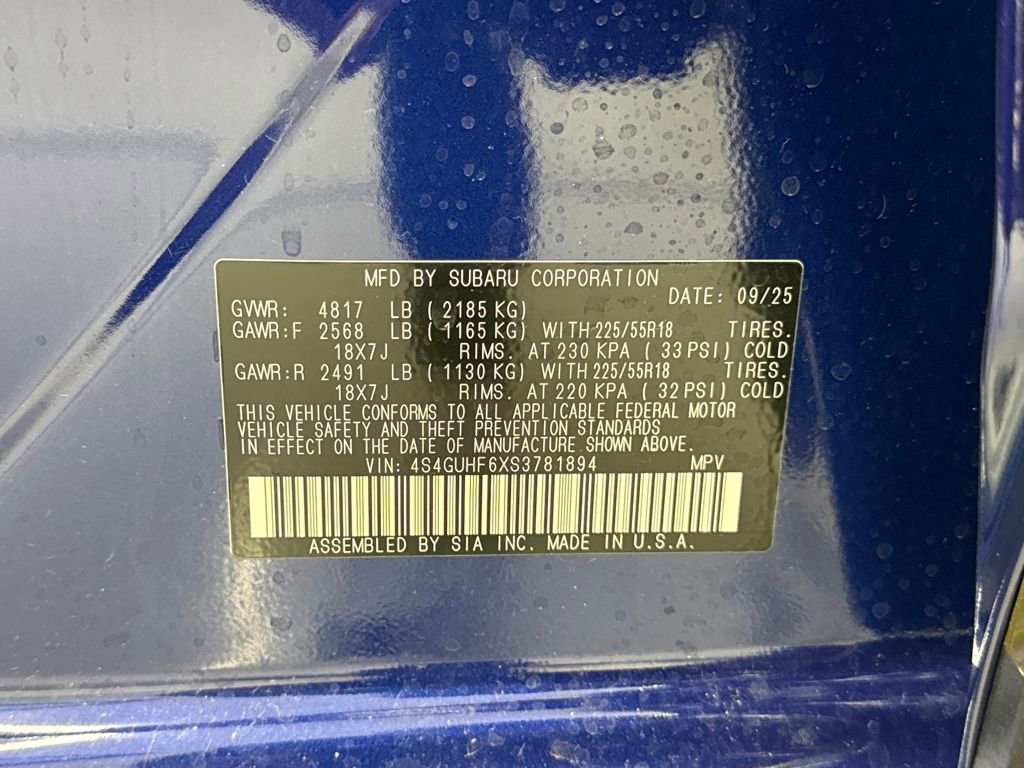 MFD BY SUBARU CORPORATION
DATE: 09/25
GVWR: 4817 LB ( 2185 KG)
GAWR:F 2568 LB ( 1165 KG) WITH 225/55R18 TIRES.
18X7J RIMS. AT 230 KPA ( 33 PSI) COLD
GAWR:R 2491 LB ( 1130 KG) WITH 225/55R18 TIRES.
18X7J RIMS. AT 220 KPA ( 32 PSI) COLD
THIS VEHICLE CONFORMS TO ALL APPLICABLE FEDERAL MOTOR
VEHICLE SAFETY AND THEFT PREVENTION STANDARDS
IN EFFECT ON THE DATE OF MANUFACTURE SHOWN ABOVE.
VIN: 4S4GUHF6XS3781894 MPV
ASSEMBLED BY SIA INC. MADE IN U.S.A.